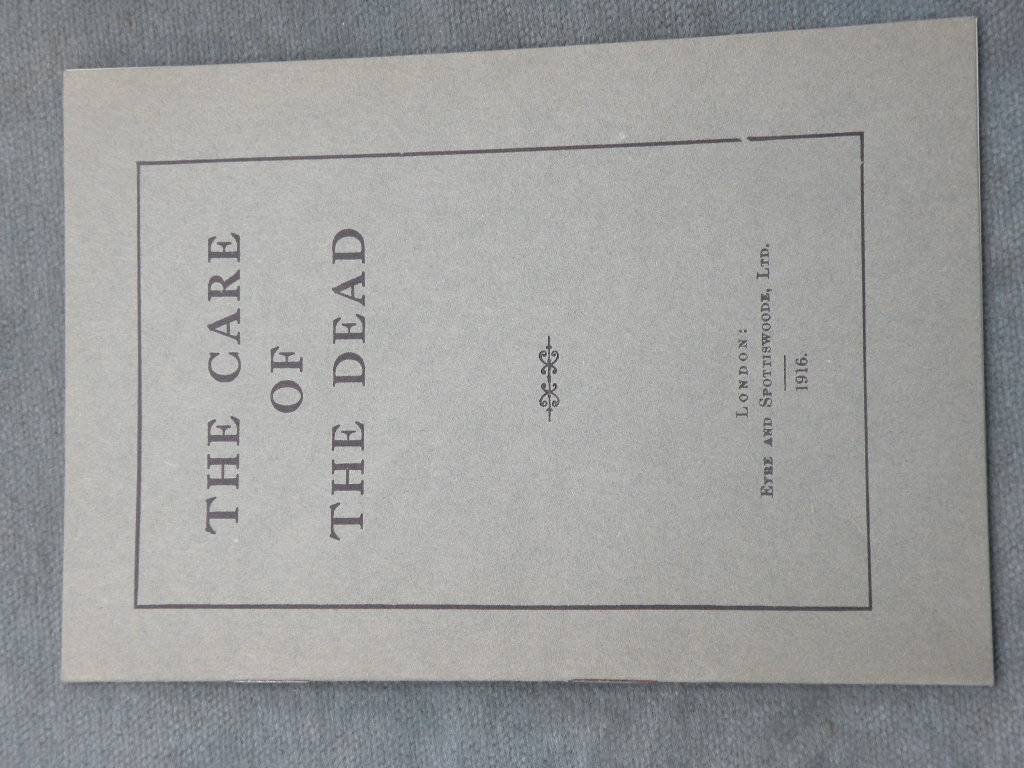 THE CARE
OF
THE DEAD
LONDON:
EYRE AND SPOTTISWOODE, LTD.
1916.